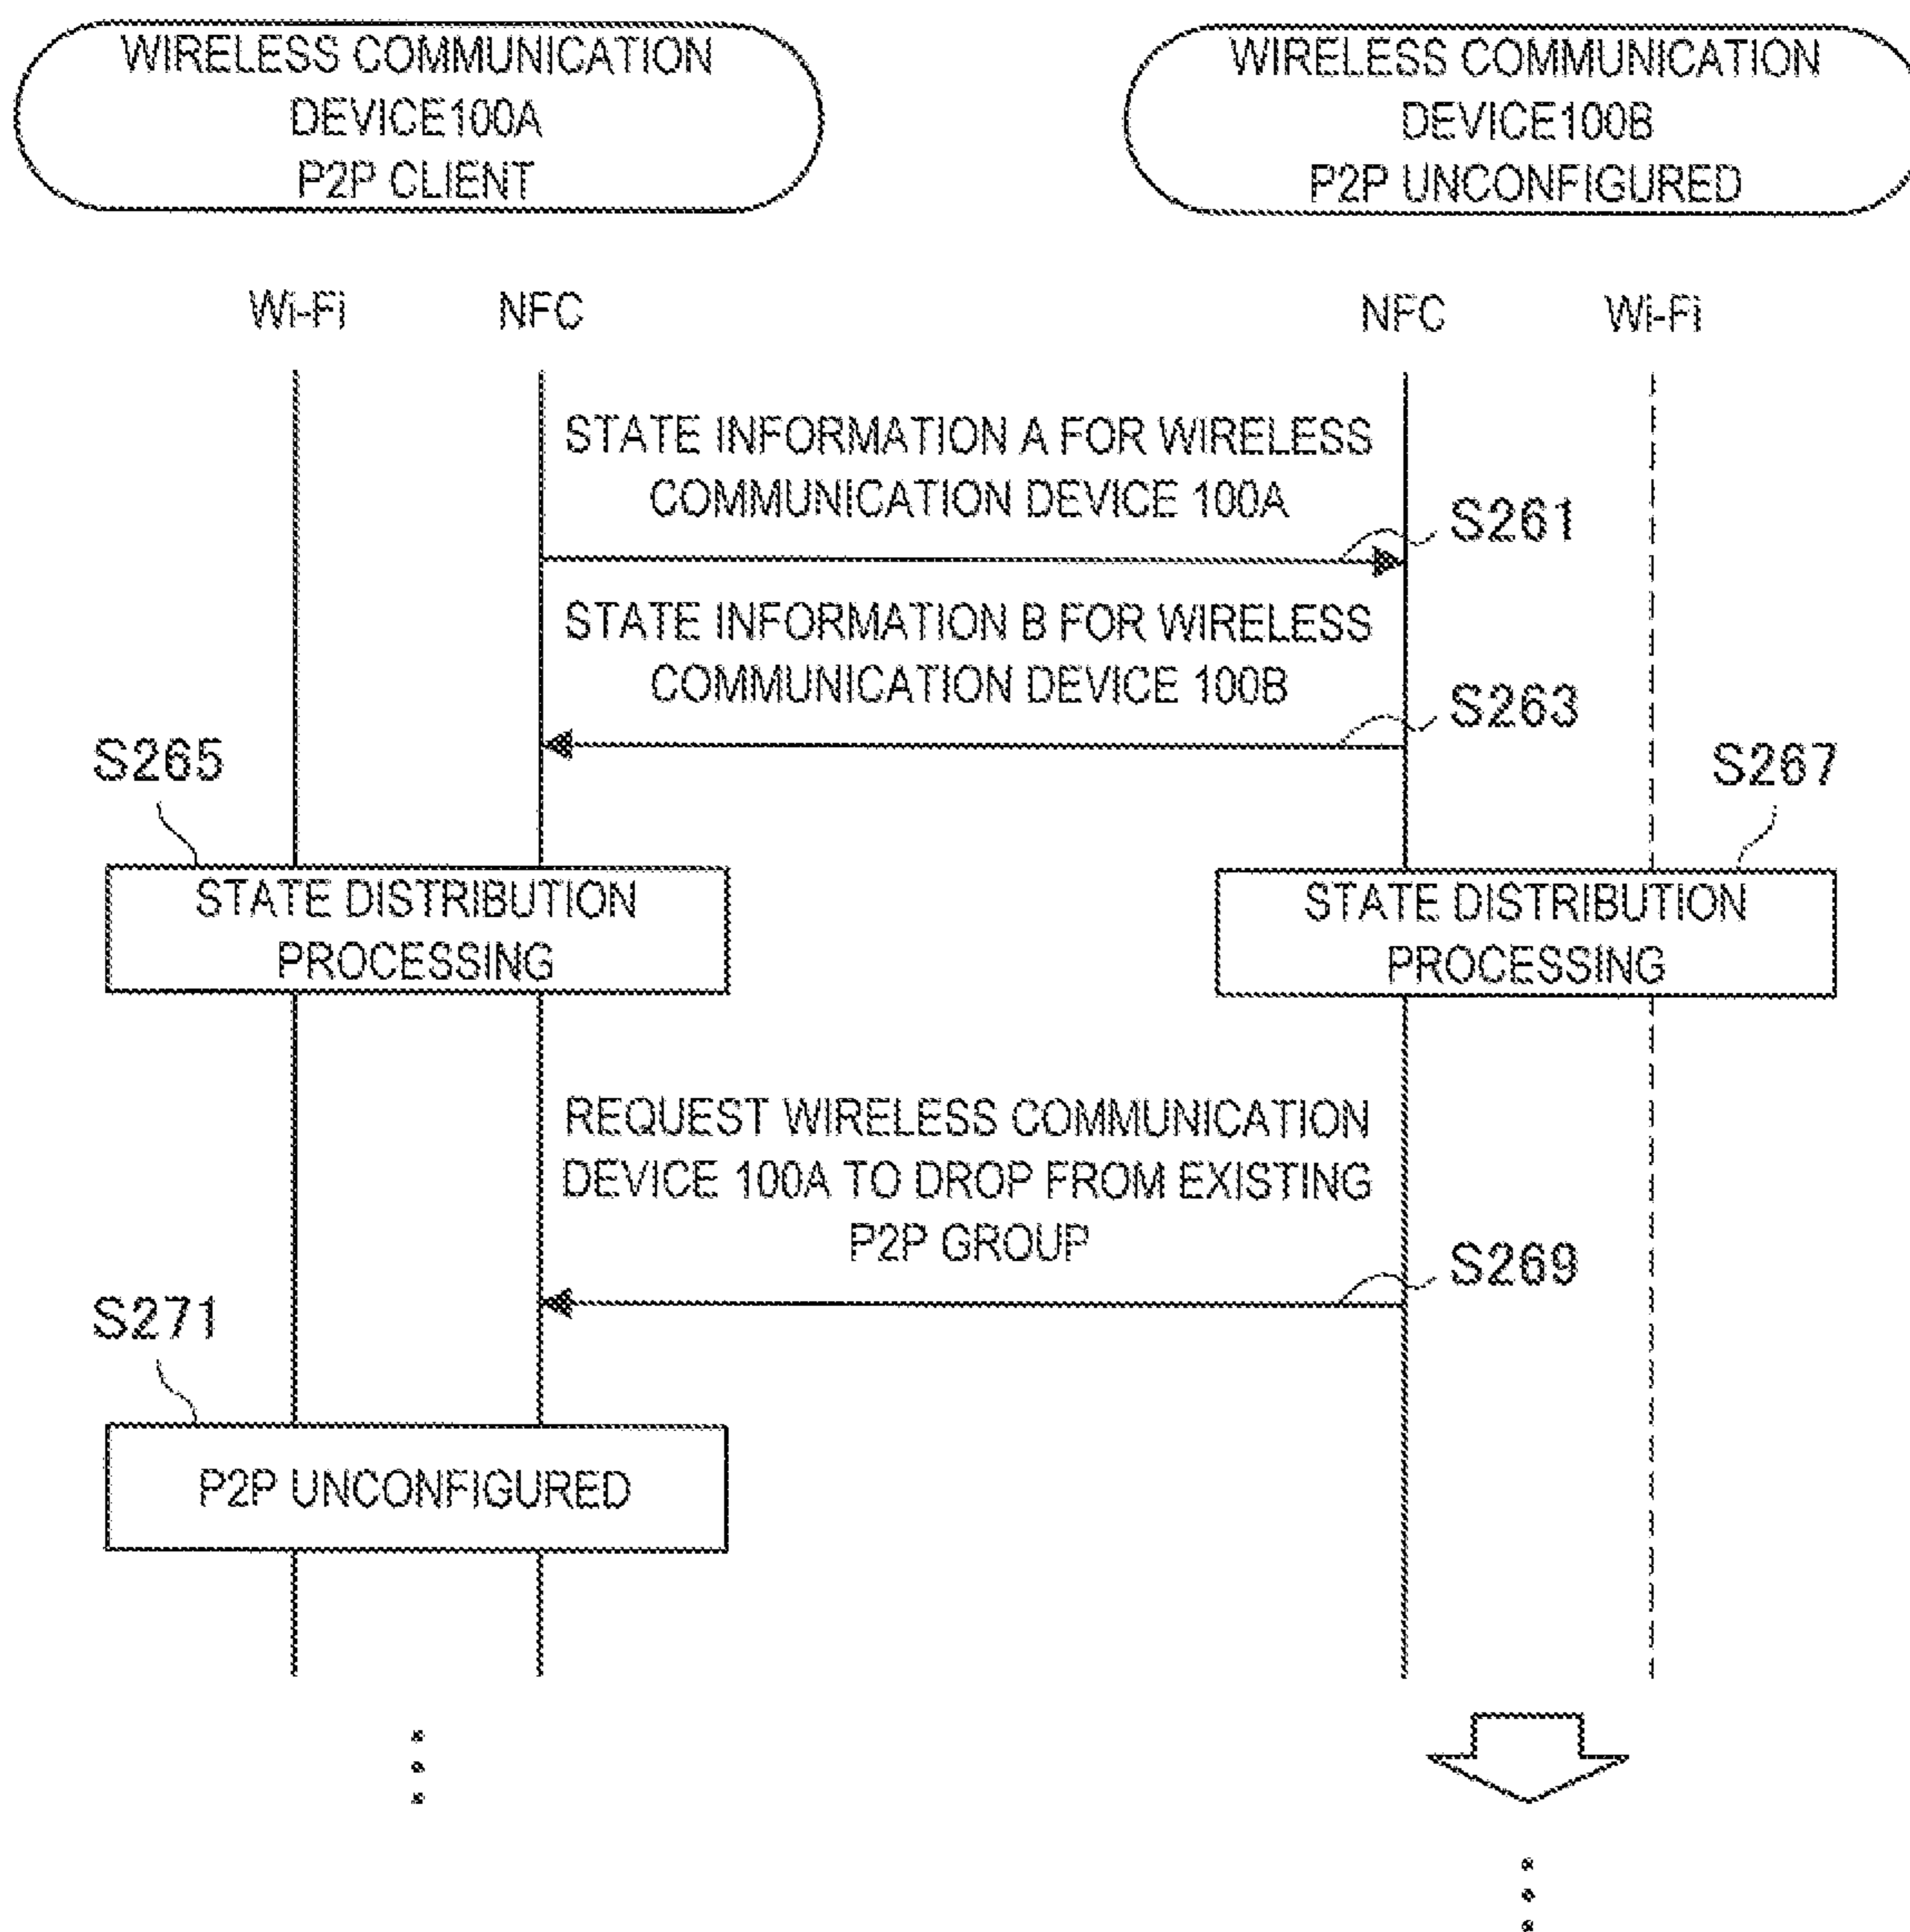 WIRELESS COMMUNICATION
DEVICE100A
P2P CLIENT
WIRELESS COMMUNICATION
DEVICE100B
P2P UNCONFIGURED
Wi-Fi
NFC
NFC
Wi-Fi
STATE INFORMATION A FOR WIRELESS
COMMUNICATION DEVICE 100A
S261
STATE INFORMATION B FOR WIRELESS
COMMUNICATION DEVICE 100B
S263
S265
S267
STATE DISTRIBUTION
PROCESSING
STATE DISTRIBUTION
PROCESSING
REQUEST WIRELESS COMMUNICATION
DEVICE 100A TO DROP FROM EXISTING
P2P GROUP
S269
S271
P2P UNCONFIGURED